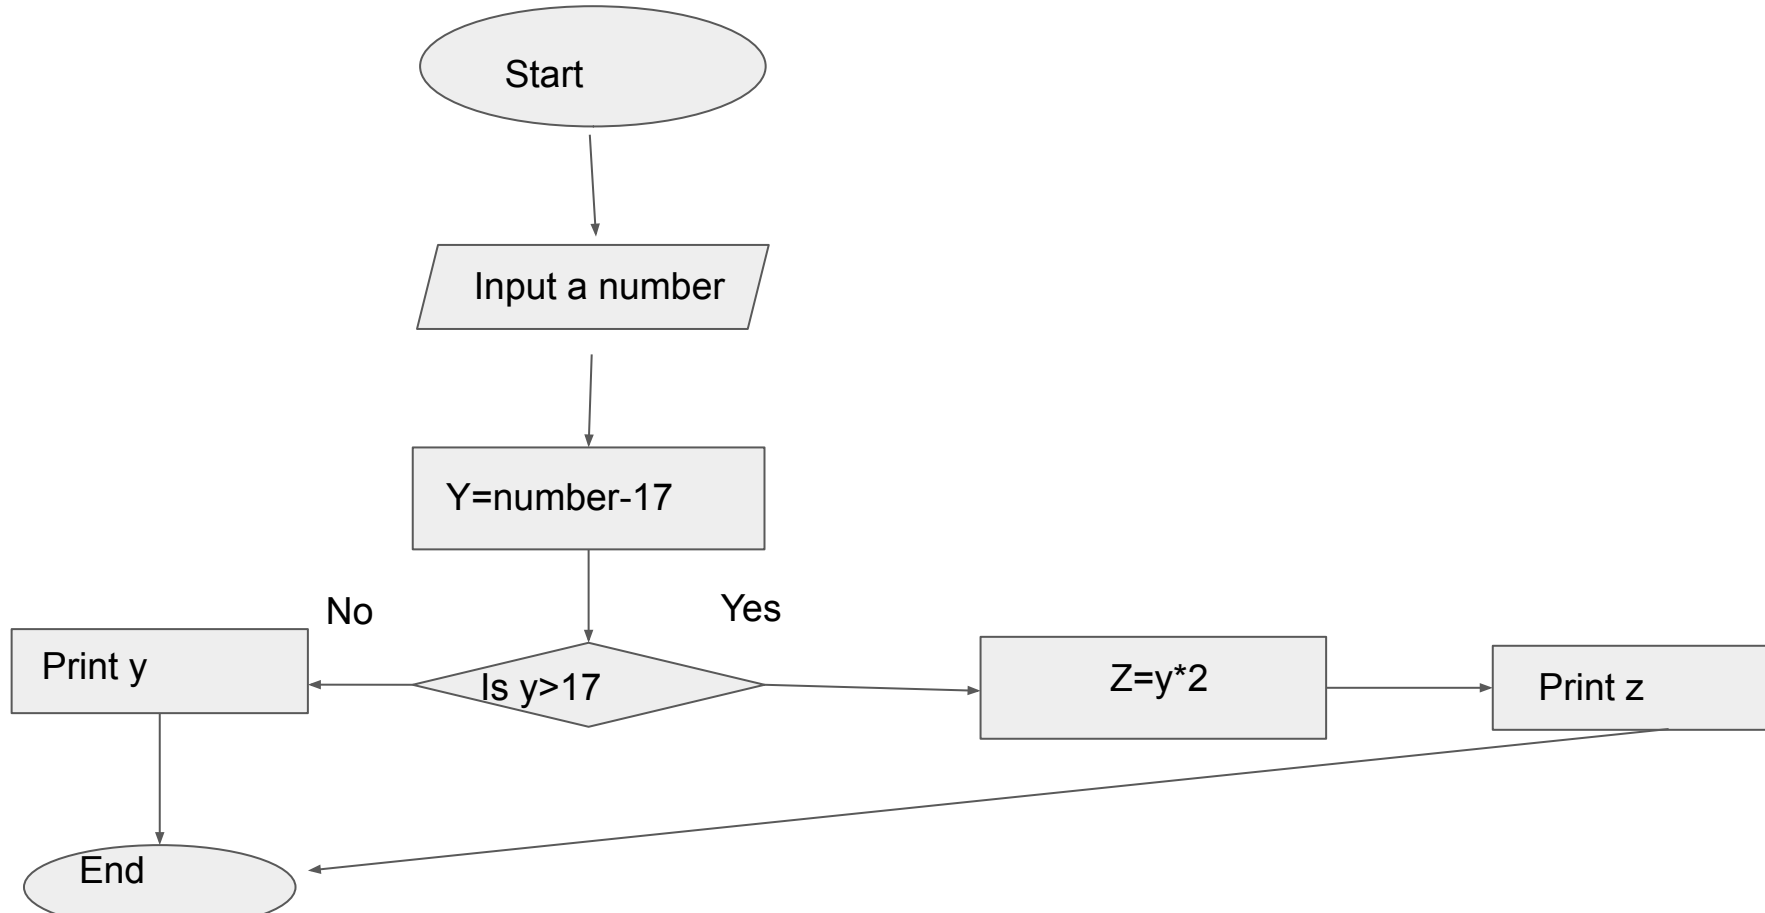 Start
Input a number
Y=number-17
No
Yes
Print y
Is y>17
Z=y*2
Print z
End